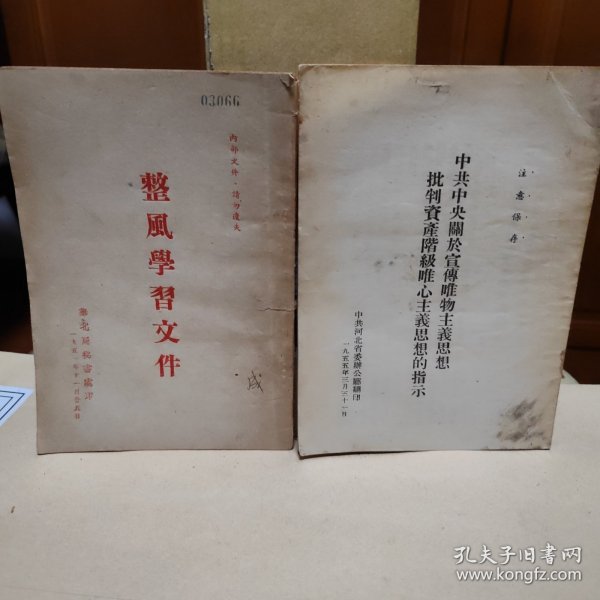 03066
內部文件·請勿遺失
整風學習文件
華北局秘書處印
注意保存
中共中央關於宣傳唯物主義思想
批判資產階級唯心主義思想的指示
中共河北省委辦公廳翻印
一九五五年三月三十一日
孔夫子旧书网
www.kongfz.com